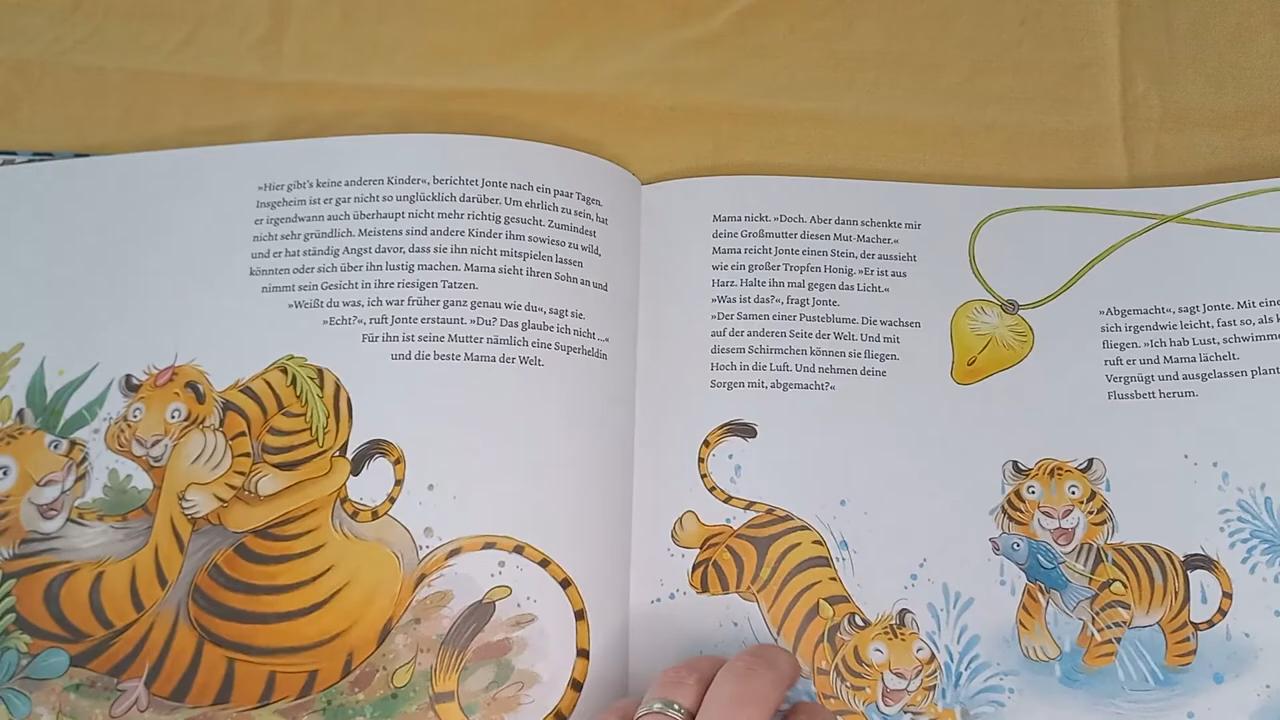 »Hier gibt's keine anderen Kinder«, berichtet Jonte nach ein paar Tagen.
Insgeheim ist er gar nicht so unglücklich darüber. Um ehrlich zu sein, hat
er irgendwann auch überhaupt nicht mehr richtig gesucht. Zumindest
nicht sehr gründlich. Meistens sind andere Kinder ihm sowieso zu wild,
und er hat ständig Angst davor, dass sie ihn nicht mitspielen lassen
könnten oder sich über ihn lustig machen. Mama sieht ihren Sohn an und
nimmt sein Gesicht in ihre riesigen Tatzen.
»Weißt du was, ich war früher ganz genau wie du«, sagt sie.
»Echt?«, ruft Jonte erstaunt. »Du? Das glaube ich nicht ...«
Für ihn ist seine Mutter nämlich eine Superheldin
und die beste Mama der Welt.
Mama nickt. »Doch. Aber dann schenkte mir
deine Großmutter diesen Mut-Macher.«
Mama reicht Jonte einen Stein, der aussieht
wie ein großer Tropfen Honig. »Er ist aus
Harz. Halte ihn mal gegen das Licht.«
»Was ist das?«, fragt Jonte.
»Der Samen einer Pusteblume. Die wachsen
auf der anderen Seite der Welt. Und mit
diesem Schirmchen können sie fliegen.
Hoch in die Luft. Und nehmen deine
Sorgen mit, abgemacht?«
»Abgemacht«, sagt Jonte. Mit
sich irgendwie leicht, fast so, als
fliegen. »Ich hab Lust,
ruft er und Mama lächelt.
Vergnügt und ausgelassen
Flussbett herum.